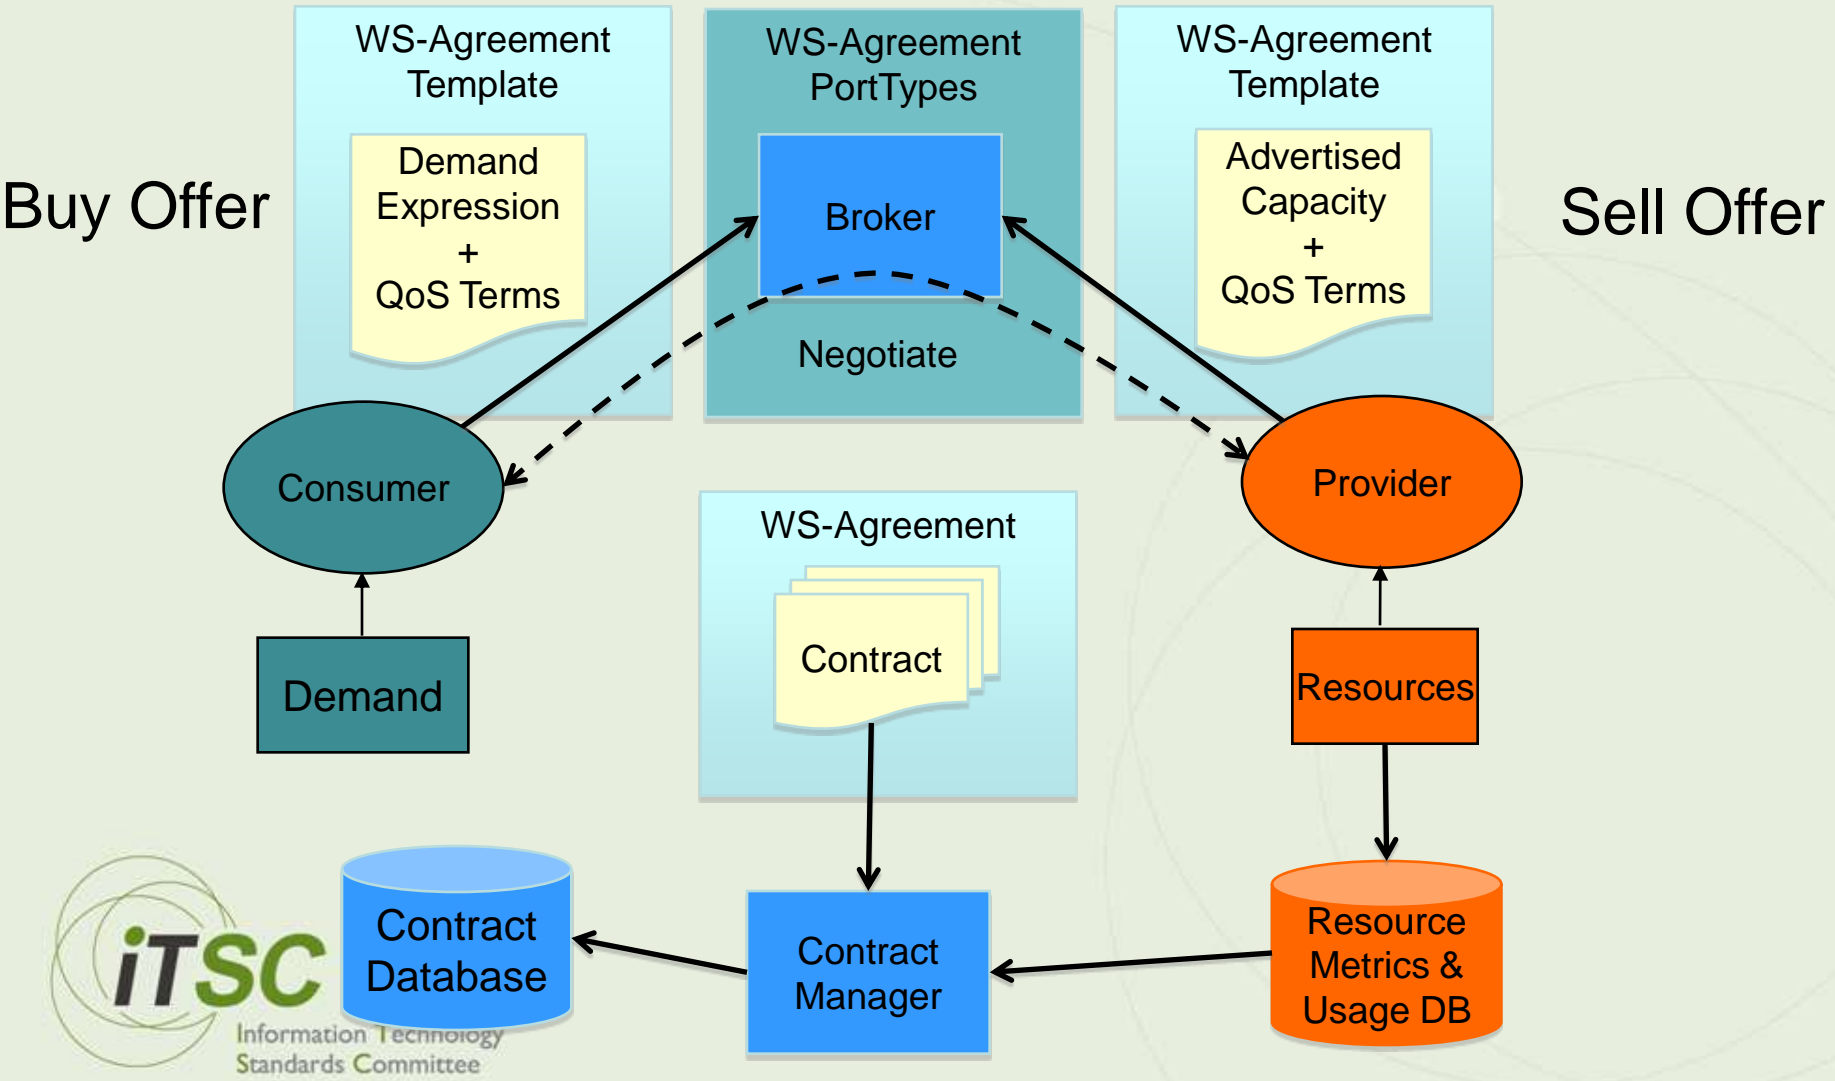 WS-Agreement
Template
WS-Agreement
PortTypes
WS-Agreement
Template
Buy Offer
Demand
Expression
+
QoS Terms
Broker
Advertised
Capacity
+
QoS Terms
Sell Offer
Negotiate
Consumer
Provider
WS-Agreement
Contract
Demand
Resources
Contract
Database
Contract
Manager
Resource
Metrics &
Usage DB
iTSC
Information Technology
Standards Committee